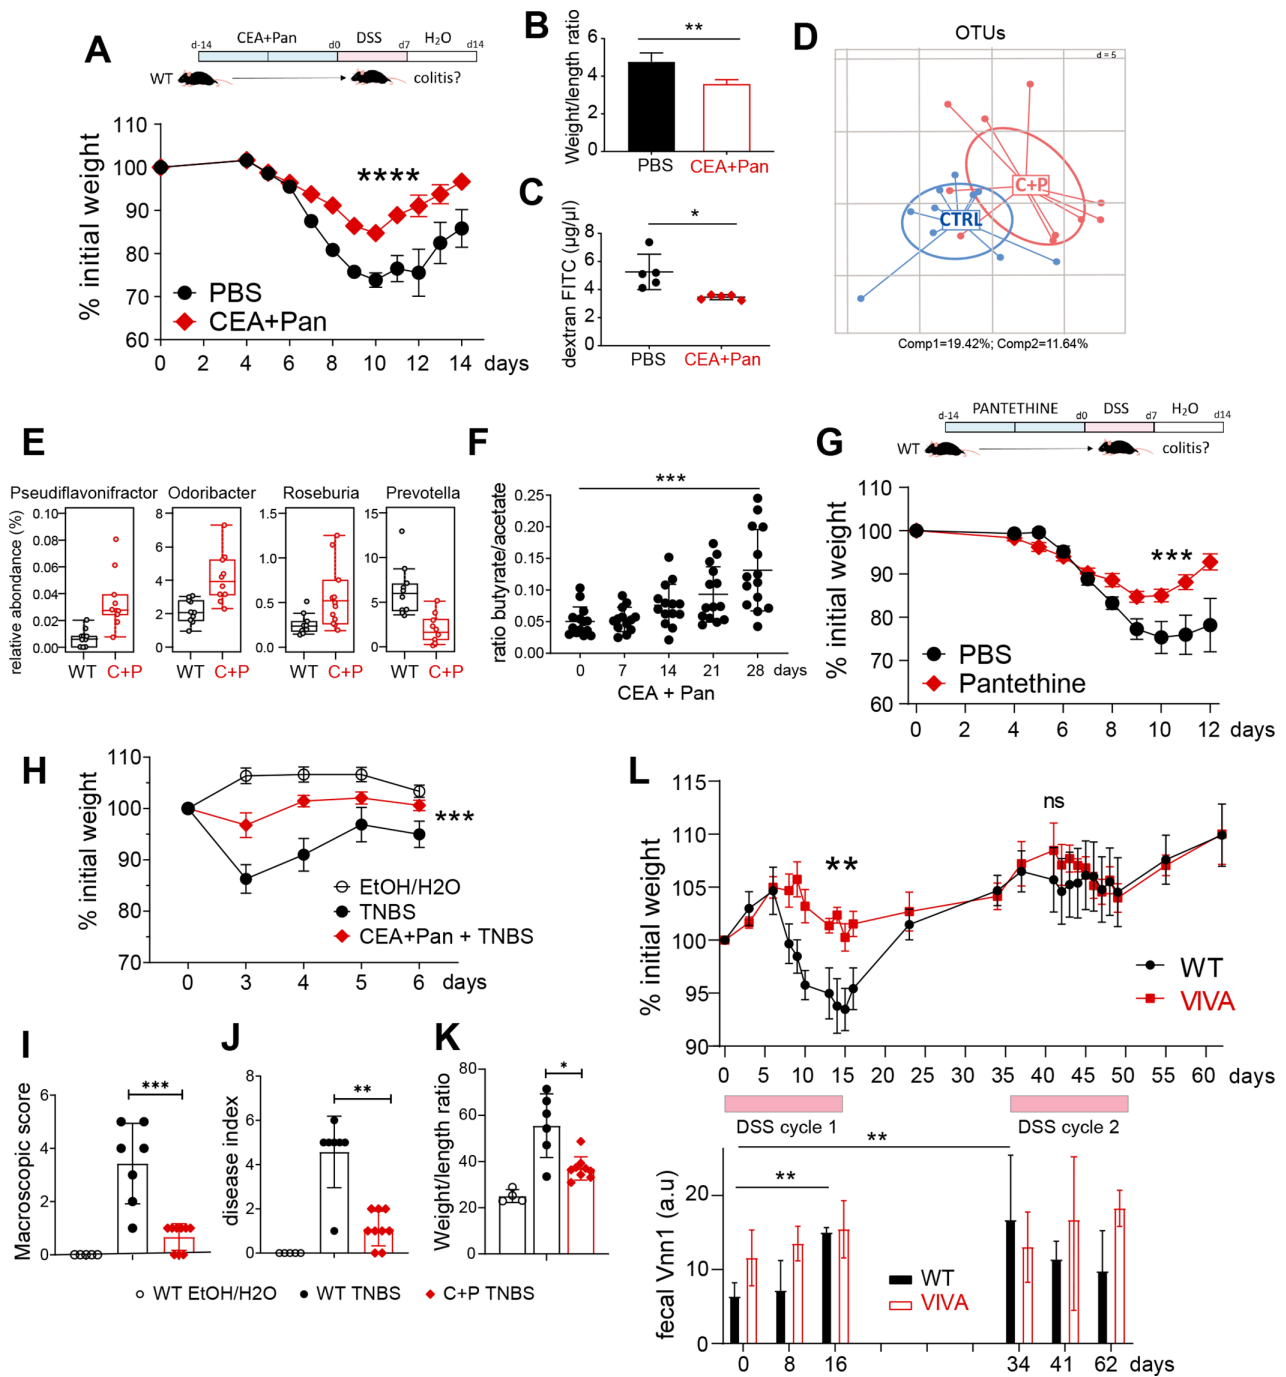 A
CEA+Pan DSS H₂O
d-14 d0 d7 d14
WT colitis?
% initial weight
110
100
90
80
70
60
****
PBS
CEA+Pan
0 2 4 6 8 10 12 14 days
B
Weight/length ratio
6
4
2
0
**
PBS CEA+Pan
C
dextran FITC (µg/µl)
8
6
4
2
0
*
PBS CEA+Pan
D
OTUs
d = 5
C+P
CTRL
Comp1=19.42%; Comp2=11.64%
E
Pseudiflavonifractor Odoribacter Roseburia Prevotella
relative abondance (%)
0.10
0.08
0.06
0.04
0.02
0.00
8
6
4
2
0
1.5
1.0
0.5
0.0
15
10
5
0
WT C+P WT C+P WT C+P WT C+P
F
ratio butyrate/acetate
0.25
0.20
0.15
0.10
0.05
0.00
***
0 7 14 21 28 days
CEA + Pan
G
PANTETHINE DSS H₂O
d-14 d0 d7 d14
WT colitis?
% initial weight
110
100
90
80
70
60
***
PBS
Pantethine
0 2 4 6 8 10 12 days
H
% initial weight
110
100
90
80
70
***
EtOH/H2O
TNBS
CEA+Pan + TNBS
0 3 4 5 6 days
I
Macroscopic score
6
4
2
0
***
J
disease index
8
6
4
2
0
**
K
Weight/length ratio
80
60
40
20
0
*
WT EtOH/H2O WT TNBS C+P TNBS
L
% initial weight
115
110
105
100
95
90
**
ns
WT
VIVA
0 5 10 15 20 25 30 35 40 45 50 55 60 days
DSS cycle 1 DSS cycle 2
fecal Vnn1 (a.u)
20
10
0
**
**
WT
VIVA
0 8 16 34 41 62 days